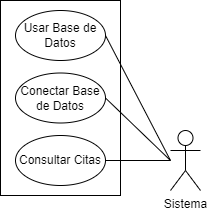 Usar Base de
Datos
Conectar Base
de Datos
Consultar Citas
Sistema